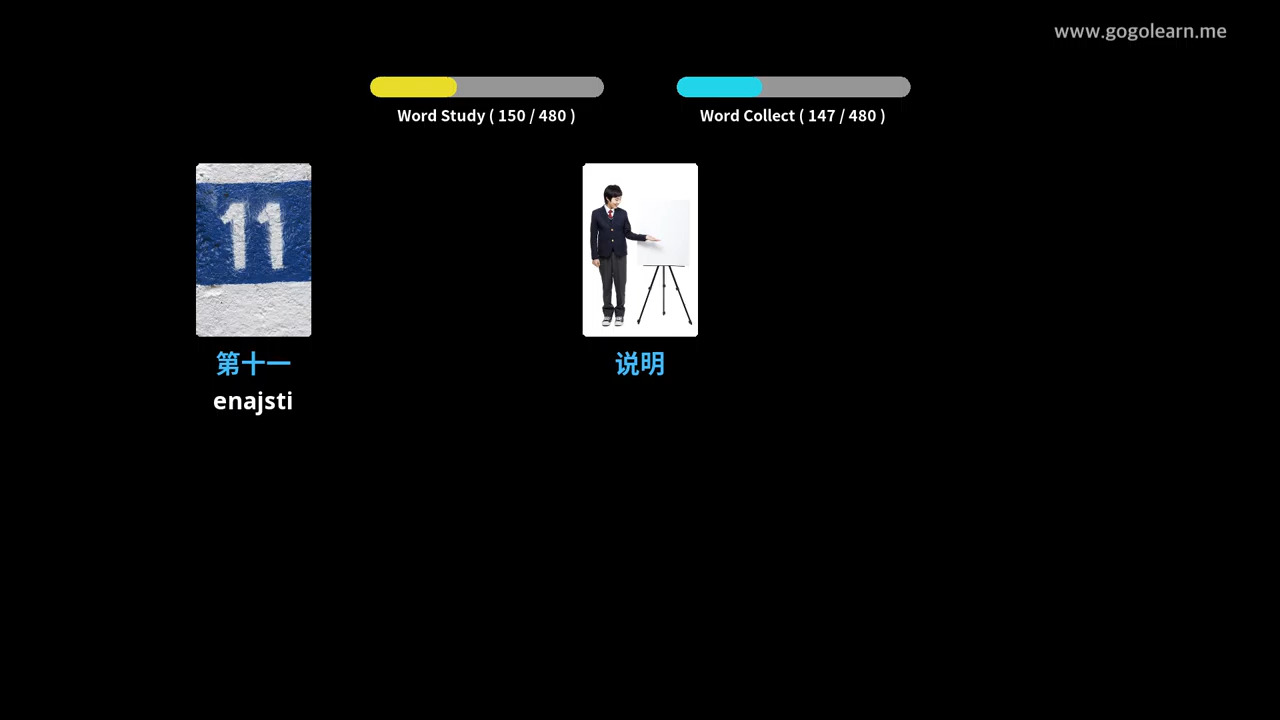 www.gogolearn.me
Word Study ( 150 / 480 )
Word Collect ( 147 / 480 )
11
第十一
说明
enajsti